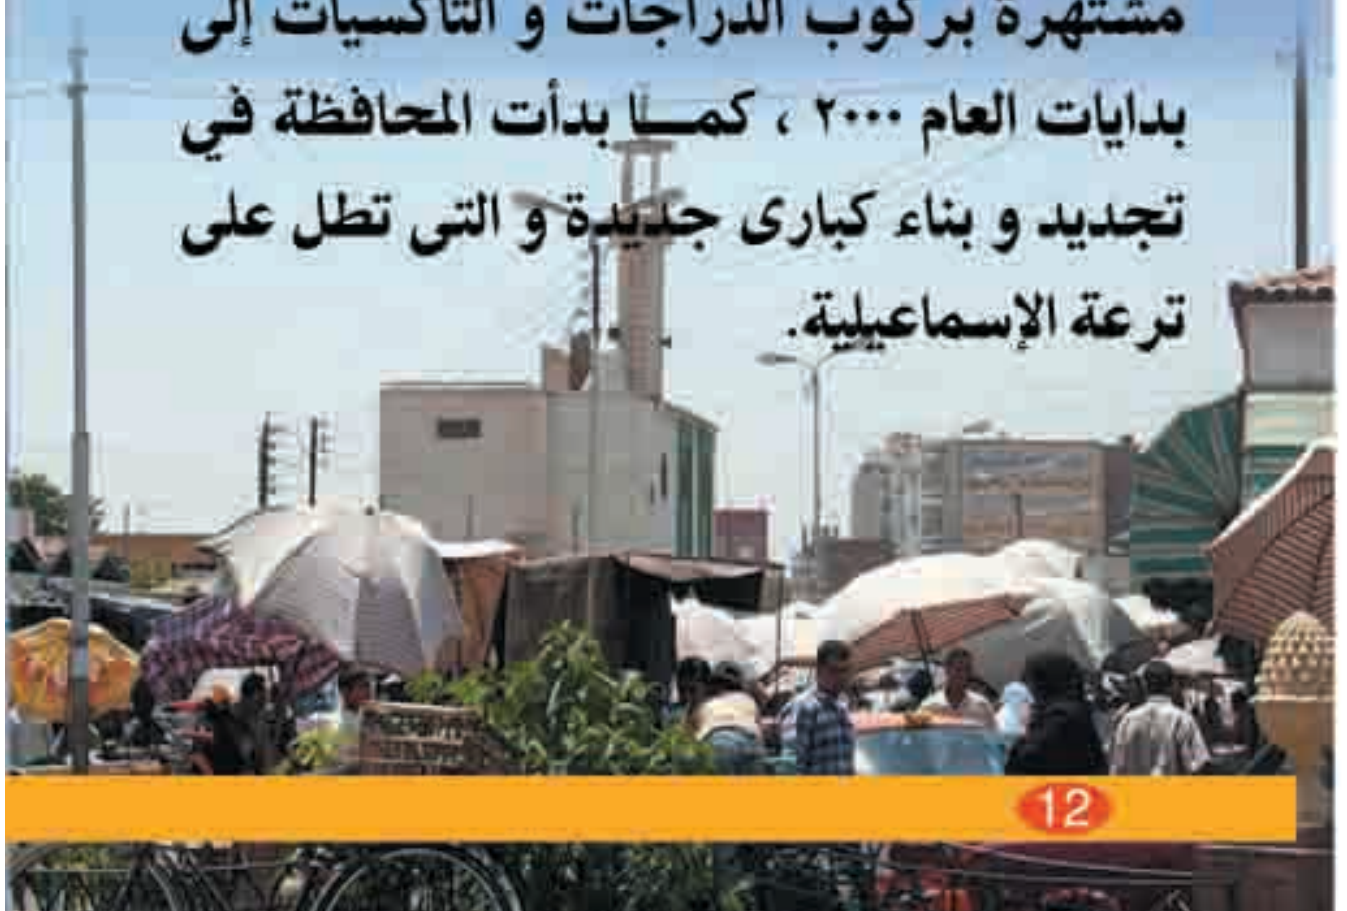 مشتهرة بركوب الدراجات و التاكسيات إلى
بدايات العام ٢٠٠٠ ، كمــا بدأت المحافظة في
تجديد و بناء كبارى جديدة و التى تطل على
ترعة الإسماعيلية.
12